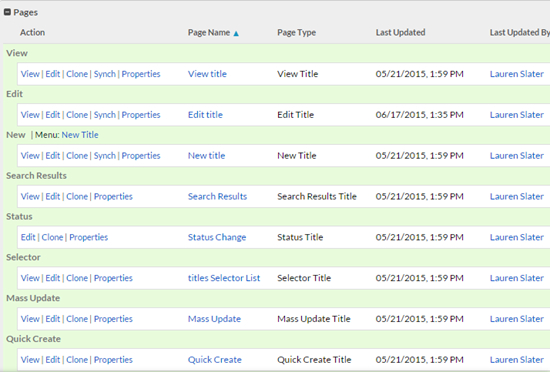 Pages
Action Page Name ▲ Page Type Last Updated Last Updated By
View
View | Edit | Clone | Synch | Properties View title View Title 05/21/2015, 1:59 PM Lauren Slater
Edit
View | Edit | Clone | Synch | Properties Edit title Edit Title 06/17/2015, 1:35 PM Lauren Slater
New | Menu: New Title
View | Edit | Clone | Synch | Properties New title New Title 05/21/2015, 1:59 PM Lauren Slater
Search Results
View | Edit | Clone | Properties Search Results Search Results Title 05/21/2015, 1:59 PM Lauren Slater
Status
Edit | Clone | Properties Status Change Status Title 05/21/2015, 1:59 PM Lauren Slater
Selector
View | Edit | Clone | Properties titles Selector List Selector Title 05/21/2015, 1:59 PM Lauren Slater
Mass Update
View | Edit | Clone | Properties Mass Update Mass Update Title 05/21/2015, 1:59 PM Lauren Slater
Quick Create
View | Edit | Clone | Properties Quick Create Quick Create Title 05/21/2015, 1:59 PM Lauren Slater